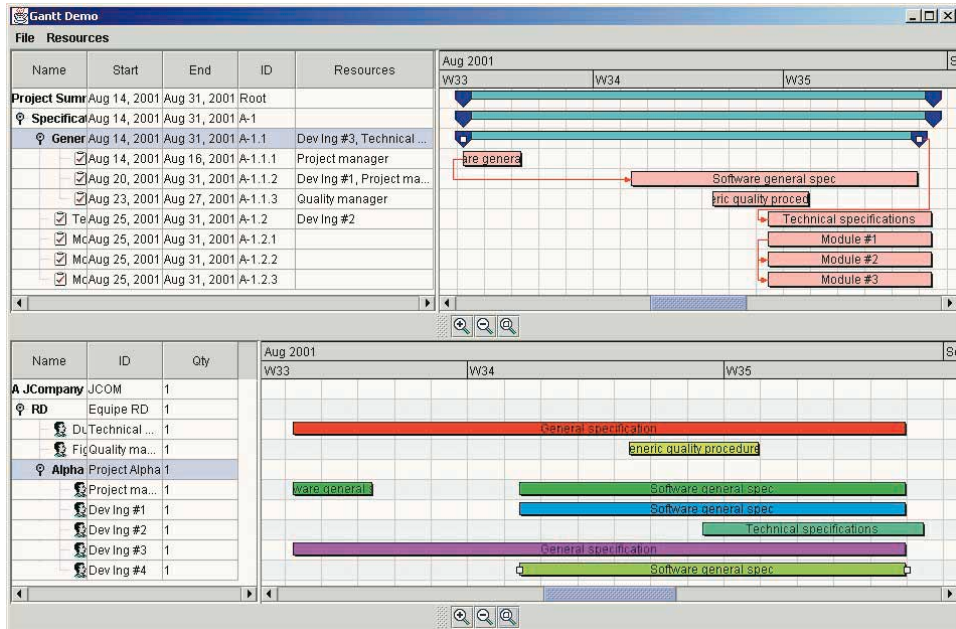 Gantt Demo
File Resources
Name Start End ID Resources
Aug 2001 S
W33 W34 W35
Project Sumr Aug 14, 2001 Aug 31, 2001 Root
Specificat Aug 14, 2001 Aug 31, 2001 A-1
Gener Aug 14, 2001 Aug 31, 2001 A-1.1 Dev Ing #3, Technical ...
Aug 14, 2001 Aug 16, 2001 A-1.1.1 Project manager are genera
Aug 20, 2001 Aug 31, 2001 A-1.1.2 Dev Ing #1, Project ma... Software general spec
Aug 23, 2001 Aug 27, 2001 A-1.1.3 Quality manager eric quality proced
Te Aug 25, 2001 Aug 31, 2001 A-1.2 Dev Ing #2 Technical specifications
Mo Aug 25, 2001 Aug 31, 2001 A-1.2.1 Module #1
Mo Aug 25, 2001 Aug 31, 2001 A-1.2.2 Module #2
Mo Aug 25, 2001 Aug 31, 2001 A-1.2.3 Module #3
Name ID Qty
Aug 2001 Se
W33 W34 W35
A JCompany JCOM 1
RD Equipe RD 1
Du Technical ... 1 General specification
Fig Quality ma... 1 eneric quality procedure
Alpha Project Alpha 1
Project ma... 1 ware general s Software general spec
Dev Ing #1 1 Software general spec
Dev Ing #2 1 Technical specifications
Dev Ing #3 1 General specification
Dev Ing #4 1 Software general spec